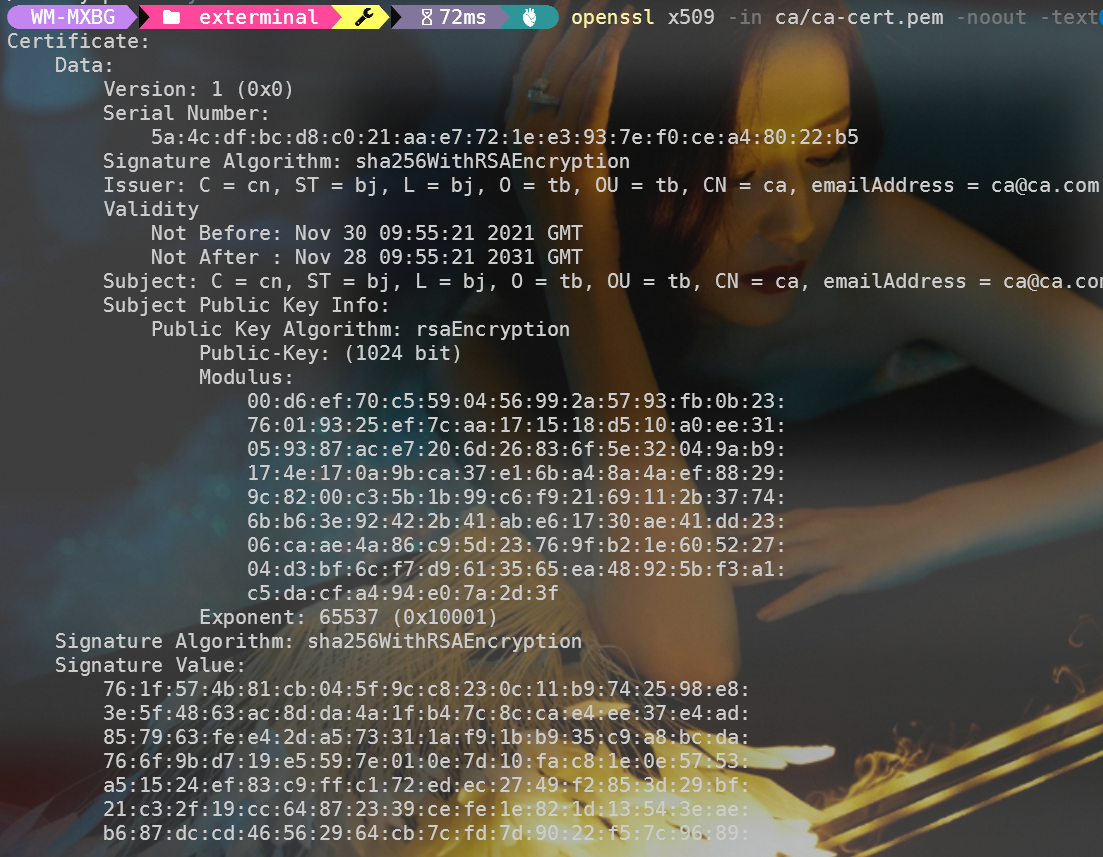 WM-MXBG exterminal 72ms openssl x509 -in ca/ca-cert.pem -noout -text
Certificate:
Data:
Version: 1 (0x0)
Serial Number:
5a:4c:df:bc:d8:c0:21:aa:e7:72:1e:e3:93:7e:f0:ce:a4:80:22:b5
Signature Algorithm: sha256WithRSAEncryption
Issuer: C = cn, ST = bj, L = bj, O = tb, OU = tb, CN = ca, emailAddress = ca@ca.com
Validity
Not Before: Nov 30 09:55:21 2021 GMT
Not After : Nov 28 09:55:21 2031 GMT
Subject: C = cn, ST = bj, L = bj, O = tb, OU = tb, CN = ca, emailAddress = ca@ca.com
Subject Public Key Info:
Public Key Algorithm: rsaEncryption
Public-Key: (1024 bit)
Modulus:
00:d6:ef:70:c5:59:04:56:99:2a:57:93:fb:0b:23:
76:01:93:25:ef:7c:aa:17:15:18:d5:10:a0:ee:31:
05:93:87:ac:e7:20:6d:26:83:6f:5e:32:04:9a:b9:
17:4e:17:0a:9b:ca:37:e1:6b:a4:8a:4a:ef:88:29:
9c:82:00:c3:5b:1b:99:c6:f9:21:69:11:2b:37:74:
6b:b6:3e:92:42:2b:41:ab:e6:17:30:ae:41:dd:23:
06:ca:ae:4a:86:c9:5d:23:76:9f:b2:1e:60:52:27:
04:d3:bf:6c:f7:d9:61:35:65:ea:48:92:5b:f3:a1:
c5:da:cf:a4:94:e0:7a:2d:3f
Exponent: 65537 (0x10001)
Signature Algorithm: sha256WithRSAEncryption
Signature Value:
76:1f:57:4b:81:cb:04:5f:9c:c8:23:0c:11:b9:74:25:98:e8:
3e:5f:48:63:ac:8d:da:4a:1f:b4:7c:8c:ca:e4:ee:37:e4:ad:
85:79:63:fe:e4:2d:a5:73:31:1a:f9:1b:b9:35:c9:a8:bc:da:
76:6f:9b:d7:19:e5:59:7e:01:0e:7d:10:fa:c8:1e:0e:57:53:
a5:15:24:ef:83:c9:ff:c1:72:ed:ec:27:49:f2:85:3d:29:bf:
21:c3:2f:19:cc:64:87:23:39:ce:fe:1e:82:1d:13:54:3e:ae:
b6:87:dc:cd:46:56:29:64:cb:7c:fd:7d:90:22:f5:7c:96:89: